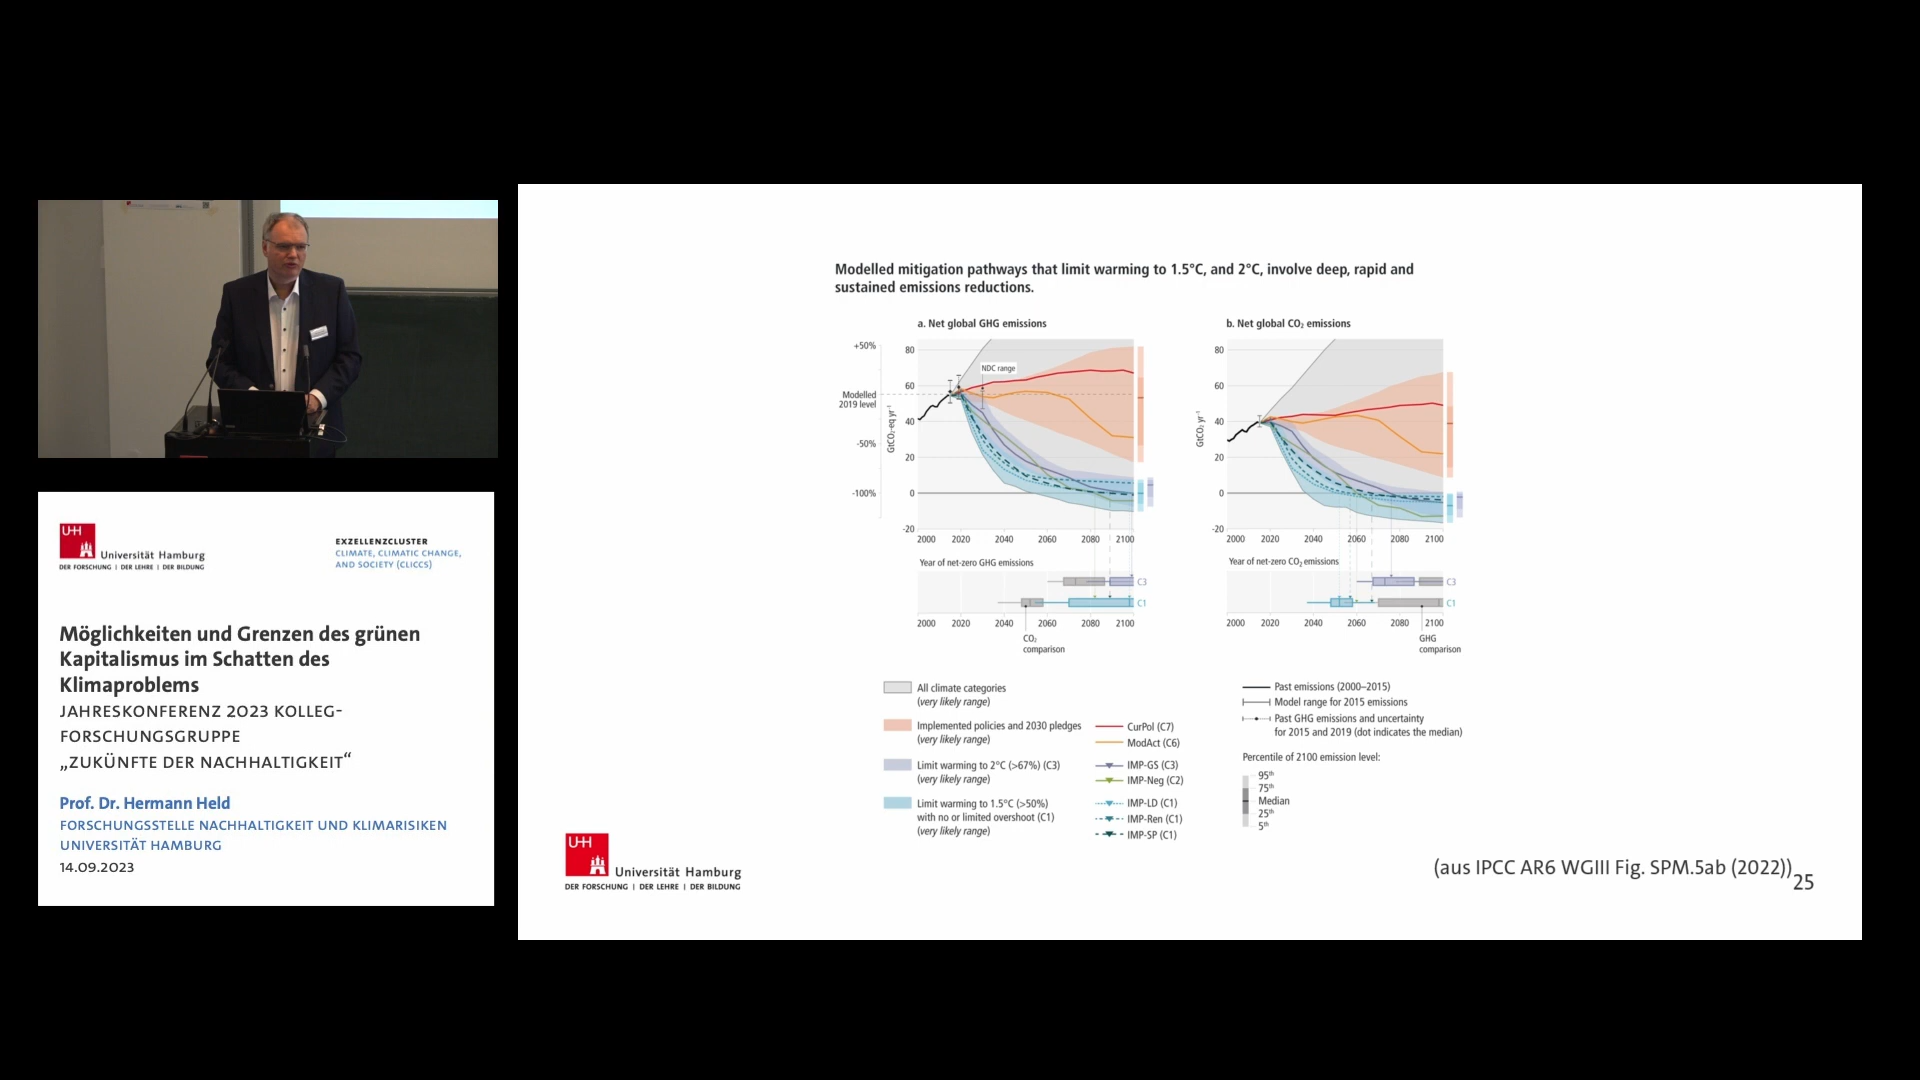 U+H
Universität Hamburg
DER FORSCHUNG | DER LEHRE | DER BILDUNG
EXZELLENZCLUSTER
CLIMATE, CLIMATIC CHANGE,
AND SOCIETY (CLICCS)
Möglichkeiten und Grenzen des grünen
Kapitalismus im Schatten des
Klimaproblems
JAHRESKONFERENZ 2023 KOLLEG-
FORSCHUNGSGRUPPE
„ZUKÜNFTE DER NACHHALTIGKEIT“
Prof. Dr. Hermann Held
FORSCHUNGSSTELLE NACHHALTIGKEIT UND KLIMARISIKEN
UNIVERSITÄT HAMBURG
14.09.2023
Modelled mitigation pathways that limit warming to 1.5°C, and 2°C, involve deep, rapid and
sustained emissions reductions.
a. Net global GHG emissions
+50%
Modelled
2019 level
-50%
-100%
GtCO₂-eq yr⁻¹
80
60
40
20
0
-20
NDC range
2000 2020 2040 2060 2080 2100
Year of net-zero GHG emissions
C3
C1
2000 2020 2040 2060 2080 2100
CO₂
comparison
b. Net global CO₂ emissions
GtCO₂ yr⁻¹
80
60
40
20
0
-20
2000 2020 2040 2060 2080 2100
Year of net-zero CO₂ emissions
C3
C1
2000 2020 2040 2060 2080 2100
GHG
comparison
All climate categories
(very likely range)
Implemented policies and 2030 pledges
(very likely range)
Limit warming to 2°C (>67%) (C3)
(very likely range)
Limit warming to 1.5°C (>50%)
with no or limited overshoot (C1)
(very likely range)
CurPol (C7)
ModAct (C6)
IMP-GS (C3)
IMP-Neg (C2)
IMP-LD (C1)
IMP-Ren (C1)
IMP-SP (C1)
Past emissions (2000–2015)
Model range for 2015 emissions
Past GHG emissions and uncertainty
for 2015 and 2019 (dot indicates the median)
Percentile of 2100 emission level:
95th
75th
Median
25th
5th
U+H
Universität Hamburg
DER FORSCHUNG | DER LEHRE | DER BILDUNG
(aus IPCC AR6 WGIII Fig. SPM.5ab (2022))
25